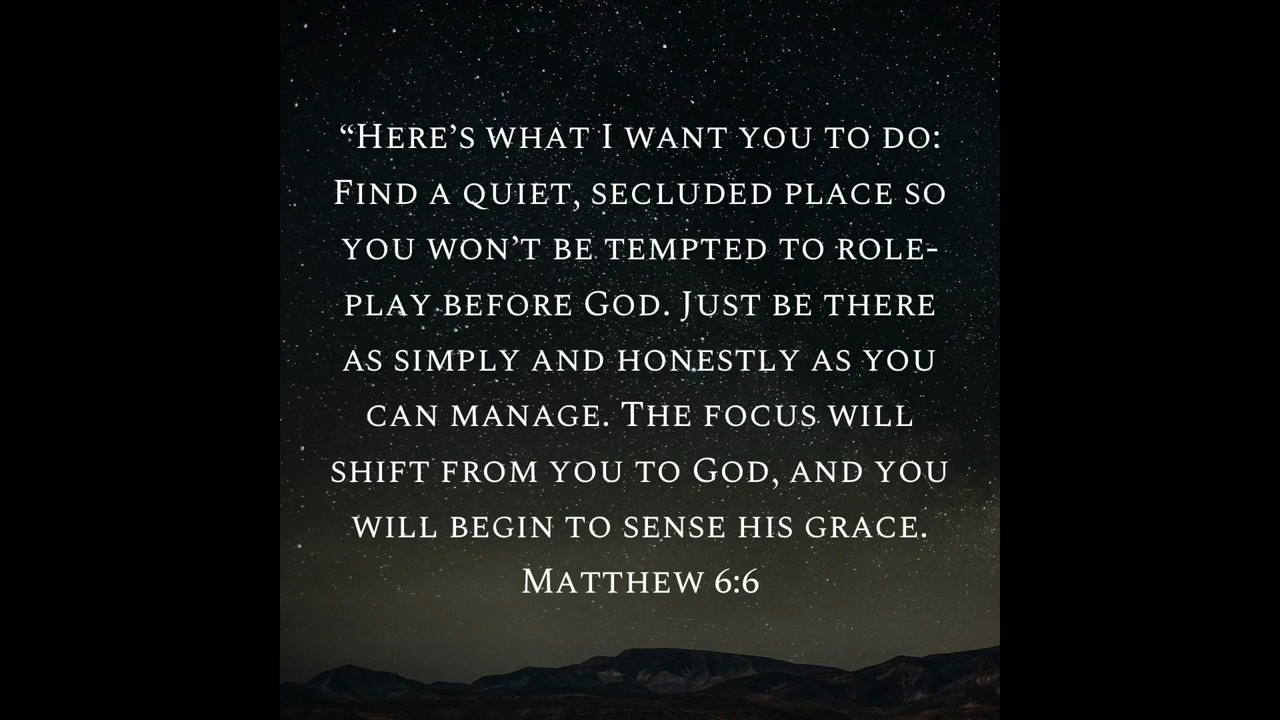 “Here’s what I want you to do:
Find a quiet, secluded place so
you won’t be tempted to role-
play before God. Just be there
as simply and honestly as you
can manage. The focus will
shift from you to God, and you
will begin to sense his grace.
Matthew 6:6